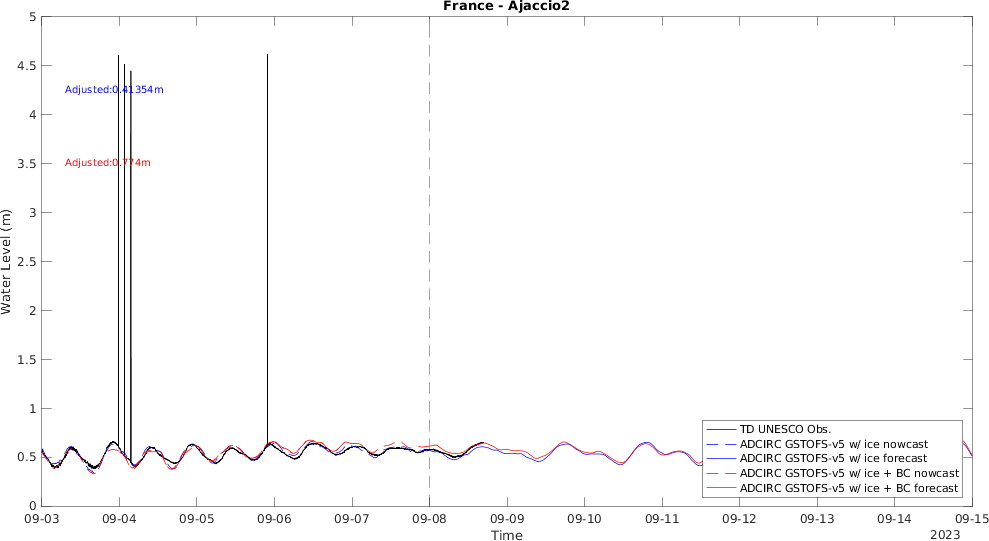 France - Ajaccio2
5
4.5
4
3.5
3
2.5
2
1.5
1
0.5
0
Water Level (m)
Adjusted:0.41354m
Adjusted:0.774m
TD UNESCO Obs.
ADCIRC GSTOFS-v5 w/ ice nowcast
ADCIRC GSTOFS-v5 w/ ice forecast
ADCIRC GSTOFS-v5 w/ ice + BC nowcast
ADCIRC GSTOFS-v5 w/ ice + BC forecast
09-03 09-04 09-05 09-06 09-07 09-08 09-09 09-10 09-11 09-12 09-13 09-14 09-15
Time
2023